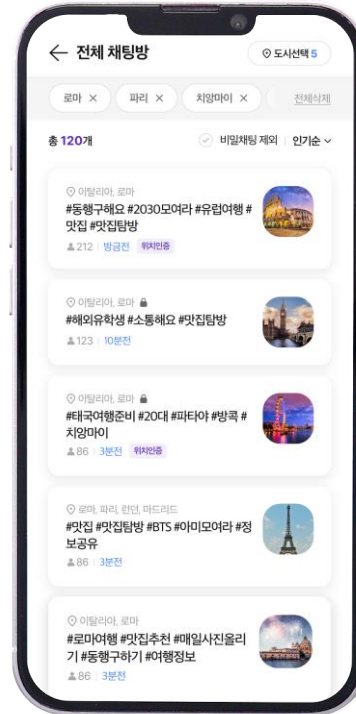 전체 채팅방
도시선택 5
로마 ×
파리 ×
치앙마이 ×
전체삭제
총 120개
비밀채팅 제외
인기순
이탈리아, 로마
#동행구해요 #2030모여라 #유럽여행 #
맛집 #맛집탐방
212 방금전 위치인증
이탈리아, 로마
#해외유학생 #소통해요 #맛집탐방
123 10분전
이탈리아, 로마
#태국여행준비 #20대 #파타야 #방콕 #
치앙마이
86 3분전 위치인증
로마, 파리, 런던, 마드리드
#맛집 #맛집탐방 #BTS #아미모여라 #정
보공유
86 3분전
이탈리아, 로마
#로마여행 #맛집추천 #매일사진올리
기 #동행구하기 #여행정보
86 3분전